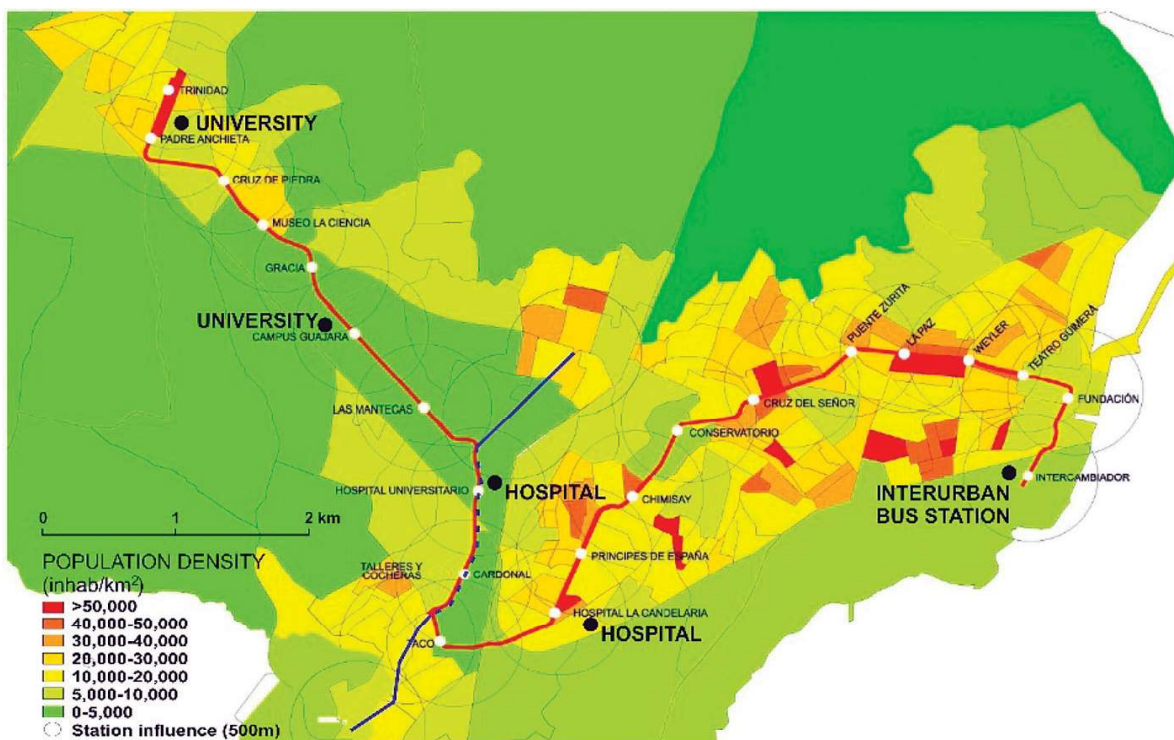 TRINIDAD
UNIVERSITY
PADRE ANCHIETA
CRUZ DE PIEDRA
MUSEO LA CIENCIA
GRACIA
UNIVERSITY
CAMPUS GUAJARA
LAS MANTECAS
HOSPITAL UNIVERSITARIO
HOSPITAL
TALLERES Y
COCHERAS
CARDONAL
TACO
HOSPITAL LA CANDELARIA
HOSPITAL
PRINCIPES DE ESPAÑA
CHIMISAY
CONSERVATORIO
CRUZ DEL SEÑOR
PUENTE ZURITA
LA PAZ
WEYLER
TEATRO GUIMERÁ
FUNDACIÓN
INTERCAMBIADOR
INTERURBAN
BUS STATION
0 1 2 km
POPULATION DENSITY
(inhab/km²)
>50,000
40,000-50,000
30,000-40,000
20,000-30,000
10,000-20,000
5,000-10,000
0-5,000
Station influence (500m)